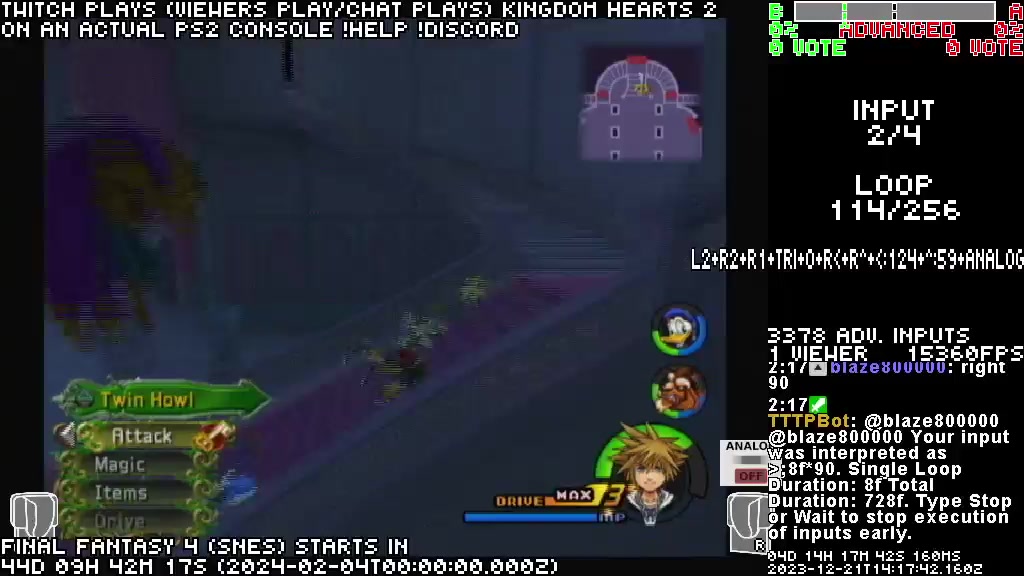 TWITCH PLAYS (VIEWERS PLAY/CHAT PLAYS) KINGDOM HEARTS 2
ON AN ACTUAL PS2 CONSOLE !HELP !DISCORD
B A
0% ADVANCED 0%
0 VOTE 0 VOTE
INPUT
2/4
LOOP
114/256
L2+R2+R1+TRI+O+R<+R^+<:124+^:59+ANALOG
3378 ADV. INPUTS
1 VIEWER 15360FPS
2:17 blaze800000: right
90
2:17
TTTPBot: @blaze800000
@blaze800000 Your input
was interpreted as
>:8f*90. Single Loop
Duration: 8f Total
Duration: 728f. Type Stop
or Wait to stop execution
of inputs early.
04D 14H 17M 42S 160MS
2023-12-21T14:17:42.160Z
Twin Howl
Attack
Magic
Items
Drive
DRIVE MAX 3
MP
ANALO
OFF
R
FINAL FANTASY 4 (SNES) STARTS IN
44D 09H 42M 17S (2024-02-04T00:00:00.000Z)